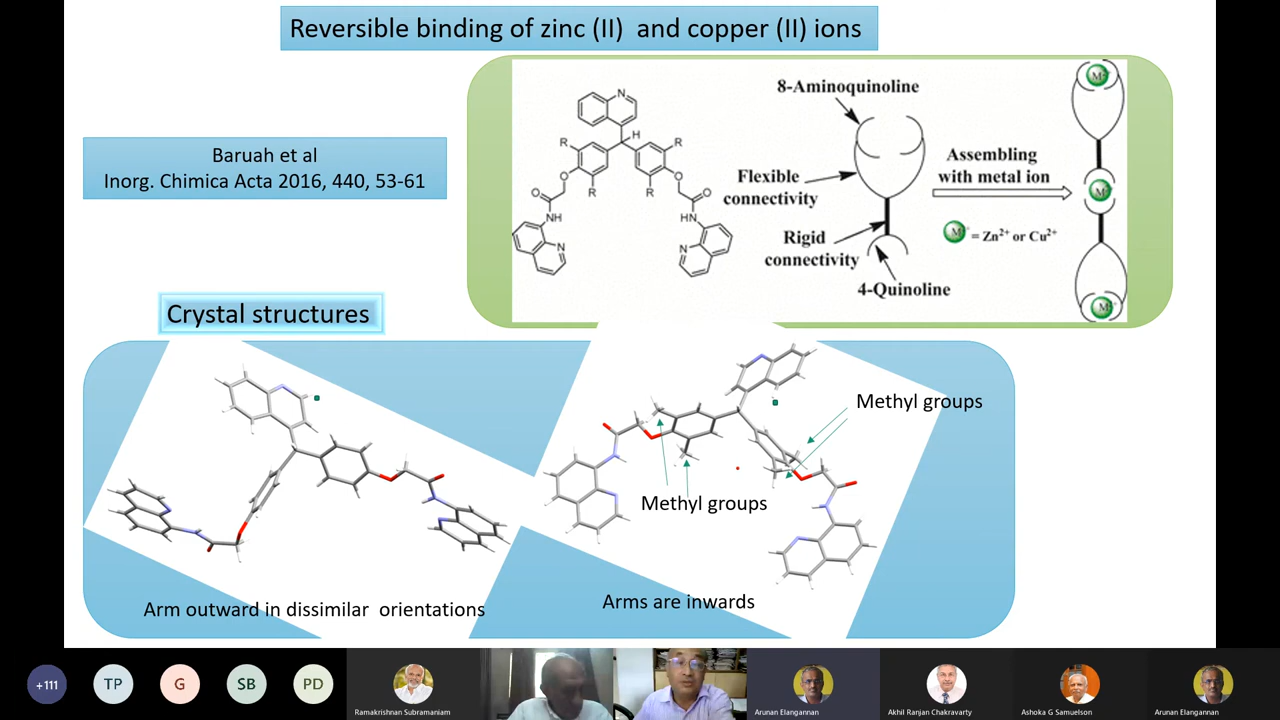 Reversible binding of zinc (II) and copper (II) ions
Baruah et al
Inorg. Chimica Acta 2016, 440, 53-61
N
H
R
R
O
O
R
R
O
O
NH
HN
N
N
8-Aminoquinoline
Flexible
connectivity
Rigid
connectivity
4-Quinoline
Assembling
with metal ion
M = Zn²⁺ or Cu²⁺
M
M
M
Crystal structures
Methyl groups
Methyl groups
Arm outward in dissimilar orientations
Arms are inwards
+111
TP
G
SB
PD
Ramakrishnan Subramaniam
Arunan Elangannan
Akhil Ranjan Chakravarty
Ashoka G Samuelson
Arunan Elangannan